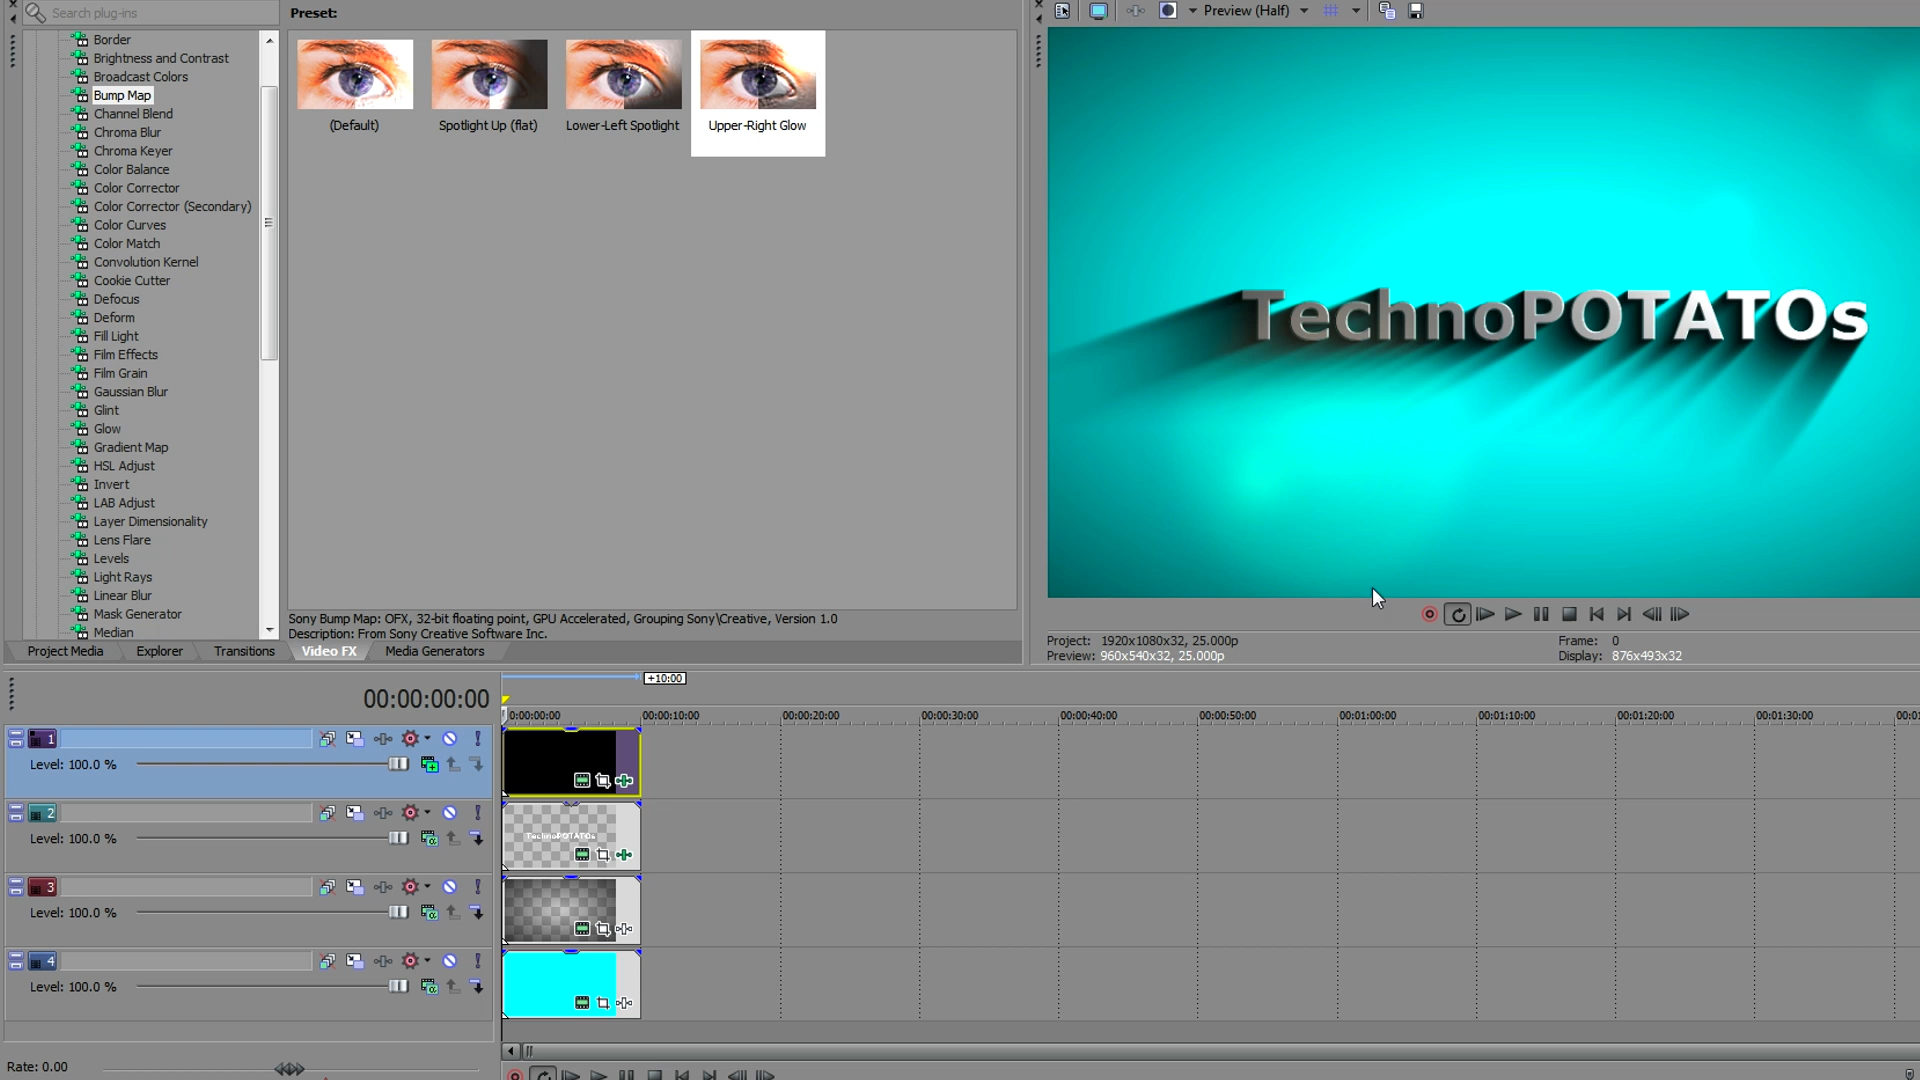 Search plug-ins
Border
Brightness and Contrast
Broadcast Colors
Bump Map
Channel Blend
Chroma Blur
Chroma Keyer
Color Balance
Color Corrector
Color Corrector (Secondary)
Color Curves
Color Match
Convolution Kernel
Cookie Cutter
Defocus
Deform
Fill Light
Film Effects
Film Grain
Gaussian Blur
Glint
Glow
Gradient Map
HSL Adjust
Invert
LAB Adjust
Layer Dimensionality
Lens Flare
Levels
Light Rays
Linear Blur
Mask Generator
Median
Preset:
(Default)
Spotlight Up (flat)
Lower-Left Spotlight
Upper-Right Glow
Sony Bump Map: OFX, 32-bit floating point, GPU Accelerated, Grouping Sony\Creative, Version 1.0
Description: From Sony Creative Software Inc.
Project Media Explorer Transitions Video FX Media Generators
Preview (Half)
TechnoPOTATOs
Project: 1920x1080x32, 25.000p
Preview: 960x540x32, 25.000p
Frame: 0
Display: 876x493x32
00:00:00:00
+10:00
0:00:00:00 00:00:10:00 00:00:20:00 00:00:30:00 00:00:40:00 00:00:50:00 00:01:00:00 00:01:10:00 00:01:20:00 00:01:30:00
1
Level: 100.0 %
2
Level: 100.0 %
TechnoPOTATOs
3
Level: 100.0 %
4
Level: 100.0 %
Rate: 0.00